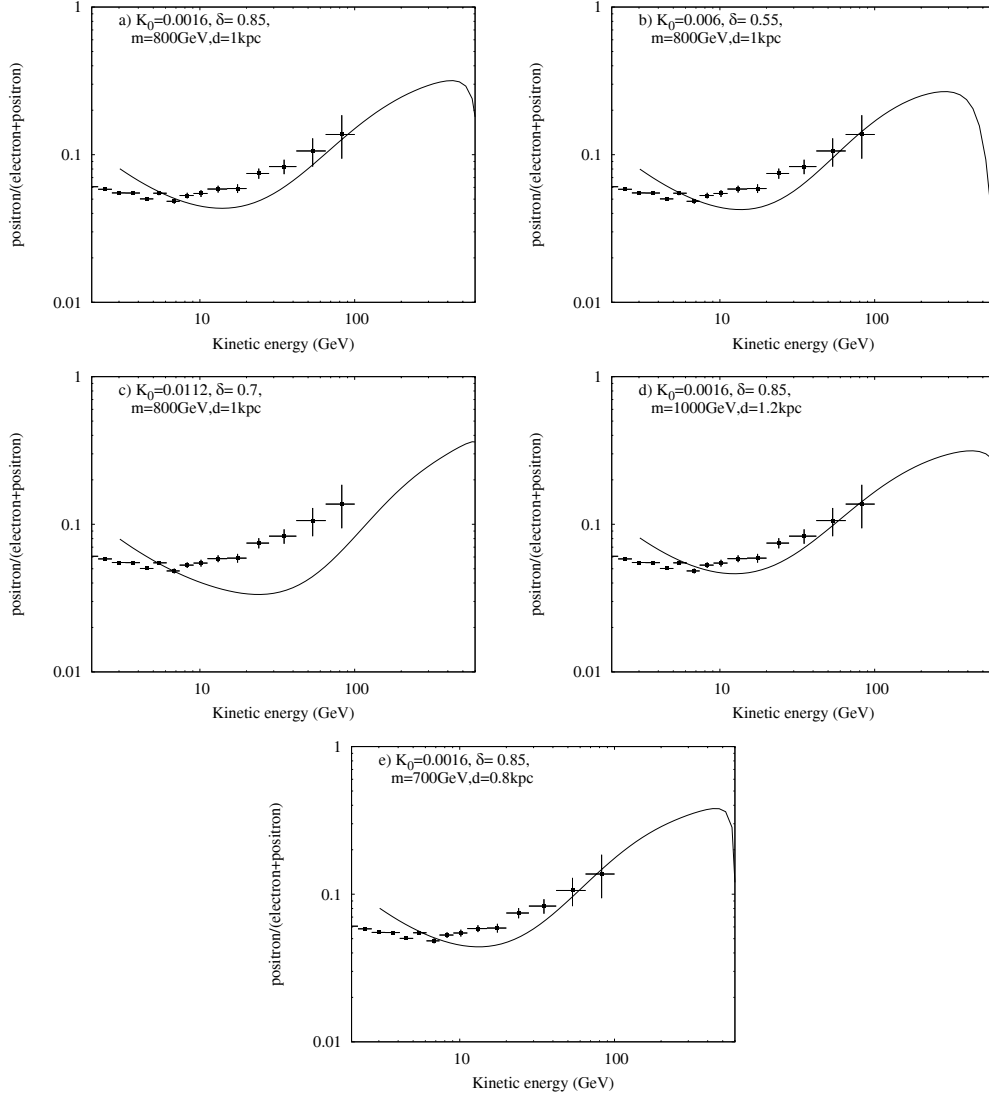 a) K₀=0.0016, δ= 0.85,
m=800GeV,d=1kpc
1
0.1
0.01
10
100
positron/(electron+positron)
Kinetic energy (GeV)
b) K₀=0.006, δ= 0.55,
m=800GeV,d=1kpc
1
0.1
0.01
10
100
positron/(electron+positron)
Kinetic energy (GeV)
c) K₀=0.0112, δ= 0.7,
m=800GeV,d=1kpc
1
0.1
0.01
10
100
positron/(electron+positron)
Kinetic energy (GeV)
d) K₀=0.0016, δ= 0.85,
m=1000GeV,d=1.2kpc
1
0.1
0.01
10
100
positron/(electron+positron)
Kinetic energy (GeV)
e) K₀=0.0016, δ= 0.85,
m=700GeV,d=0.8kpc
1
0.1
0.01
10
100
positron/(electron+positron)
Kinetic energy (GeV)